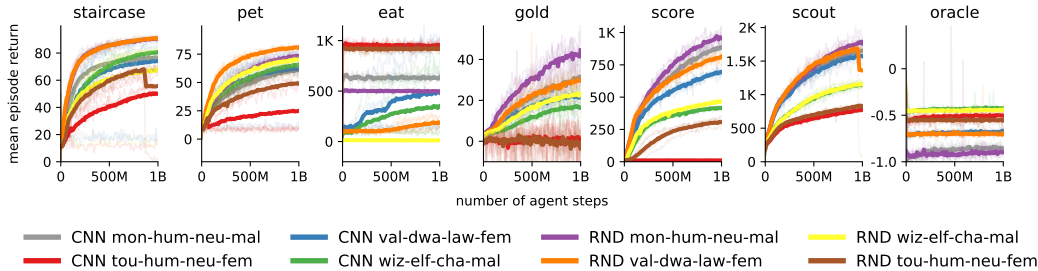 staircase pet eat gold score scout oracle
mean episode return
80 60 40 20 0
75 50 25 0
1K 750 500 250 0
40 20 0
1K 750 500 250 0
2K 1.5K 1K 500 0
0 -0.5 -1.0
0 500M 1B 0 500M 1B 0 500M 1B 0 500M 1B 0 500M 1B 0 500M 1B 0 500M 1B
number of agent steps
CNN mon-hum-neu-mal CNN val-dwa-law-fem RND mon-hum-neu-mal RND wiz-elf-cha-mal
CNN tou-hum-neu-fem CNN wiz-elf-cha-mal RND val-dwa-law-fem RND tou-hum-neu-fem